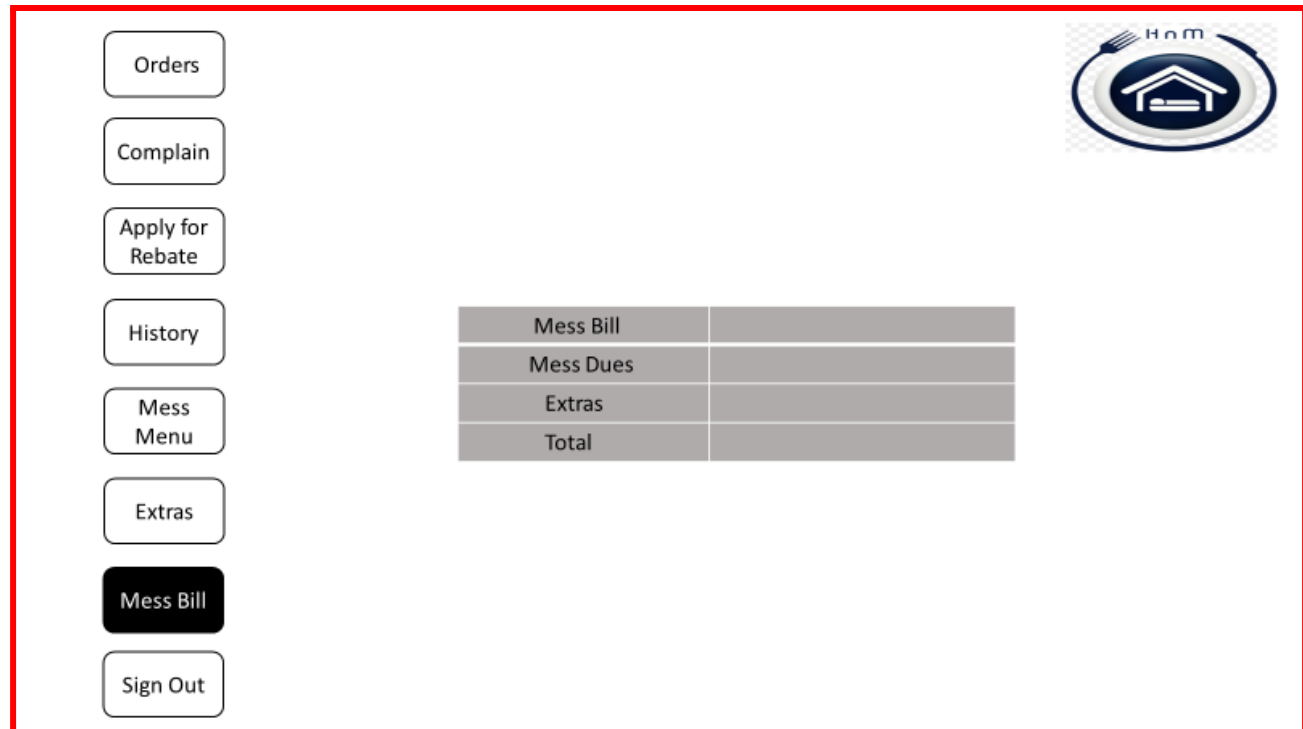 HnM
Orders
Complain
Apply for
Rebate
History
Mess
Menu
Extras
Mess Bill
Sign Out
Mess Bill
Mess Dues
Extras
Total